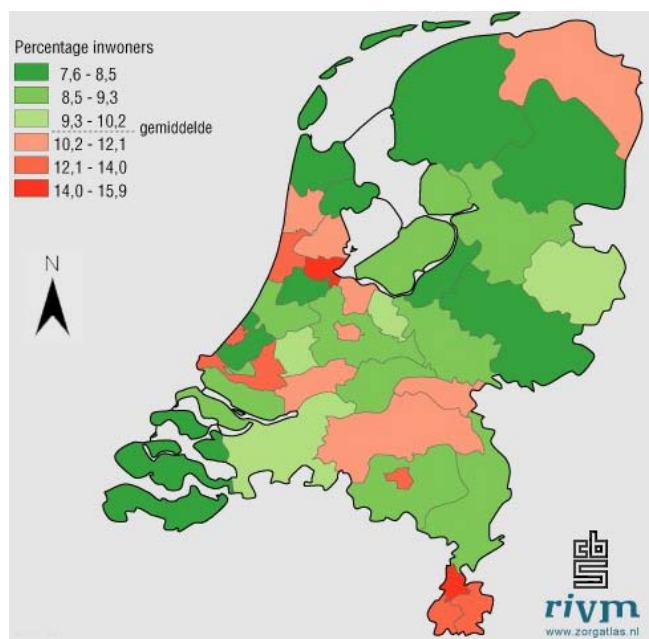 Percentage inwoners
7,6 - 8,5
8,5 - 9,3
9,3 - 10,2
gemiddelde
10,2 - 12,1
12,1 - 14,0
14,0 - 15,9
N
cbs
rivm
www.zorgatlas.nl